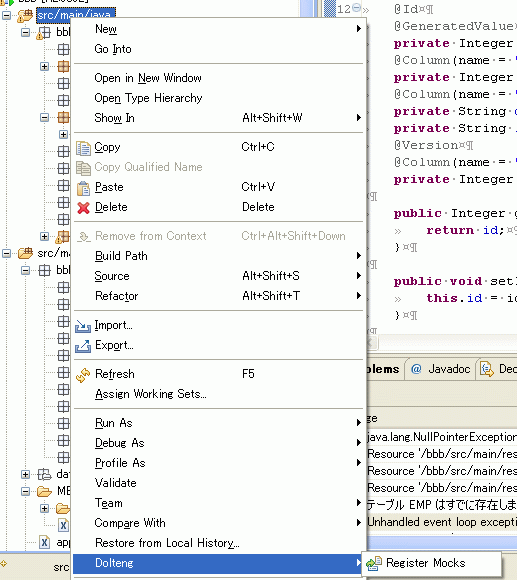 src/main/java
bbb
src/ma
bbb
dat
ME
app
src
New
Go Into
Open in New Window
Open Type Hierarchy
Show In Alt+Shift+W
Copy Ctrl+C
Copy Qualified Name
Paste Ctrl+V
Delete Delete
Remove from Context Ctrl+Alt+Shift+Down
Build Path
Source Alt+Shift+S
Refactor Alt+Shift+T
Import...
Export...
Refresh F5
Assign Working Sets...
Run As
Debug As
Profile As
Validate
Team
Compare With
Restore from Local History...
Dolteng
Register Mocks
12 @Id¤¶
@GeneratedValue
private Integer
@Column(name = "
private Integer
@Column(name = "
private String
private String
@Version
@Column(name = "
private Integer
¤¶
public Integer g
» return id;¤¶
}¤¶
¤¶
public void setI
» this.id = id
}¤¶
¤¶
blems @ Javadoc Dec
ge
java.lang.NullPointerException
Resource '/bbb/src/main/res
Resource '/bbb/src/main/res
Resource '/bbb/src/main/res
テーブル EMP はすでに存在しま
Unhandled event loop excepti